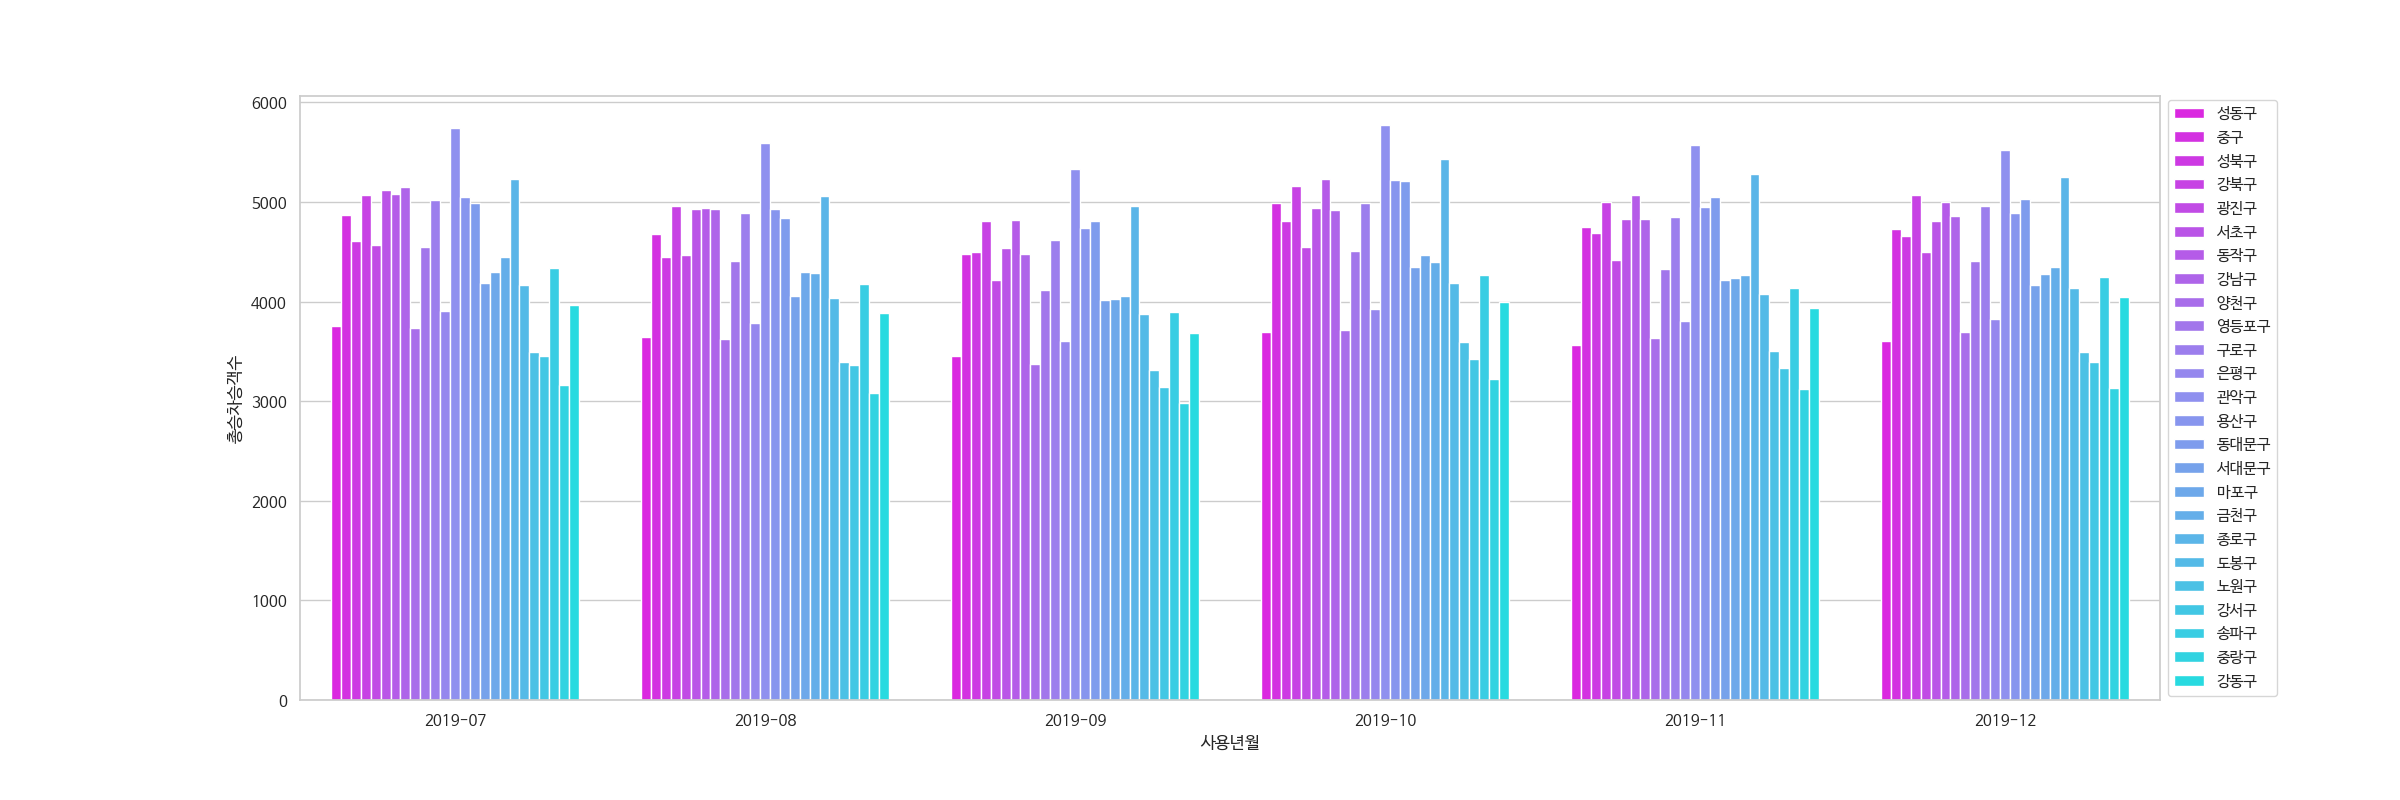 6000
5000
4000
3000
2000
1000
0
총승차승객수
2019-07
2019-08
2019-09
2019-10
2019-11
2019-12
사용년월
성동구
중구
성북구
강북구
광진구
서초구
동작구
강남구
양천구
영등포구
구로구
은평구
관악구
용산구
동대문구
서대문구
마포구
금천구
종로구
도봉구
노원구
강서구
송파구
중랑구
강동구